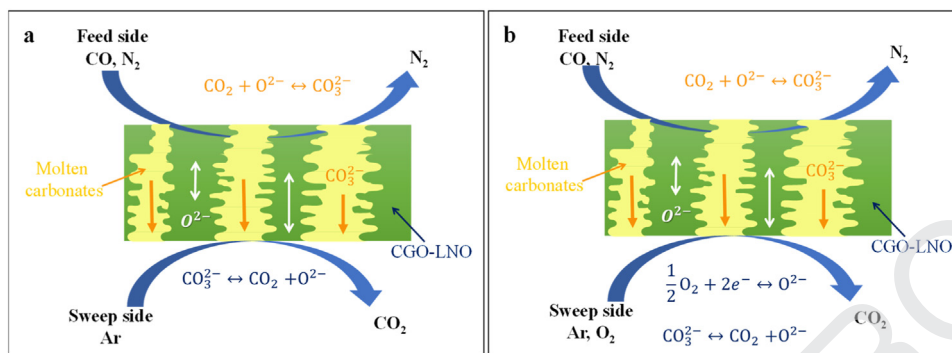 a
Feed side
CO, N₂
N₂
CO₂ + O²⁻ ↔ CO₃²⁻
Molten
carbonates
CO₃²⁻
O²⁻
CGO-LNO
CO₃²⁻ ↔ CO₂ +O²⁻
Sweep side
Ar
CO₂
b
Feed side
CO, N₂
N₂
CO₂ + O²⁻ ↔ CO₃²⁻
Molten
carbonates
CO₃²⁻
O²⁻
CGO-LNO
½O₂ + 2e⁻ ↔ O²⁻
Sweep side
Ar, O₂
CO₂
CO₃²⁻ ↔ CO₂ +O²⁻